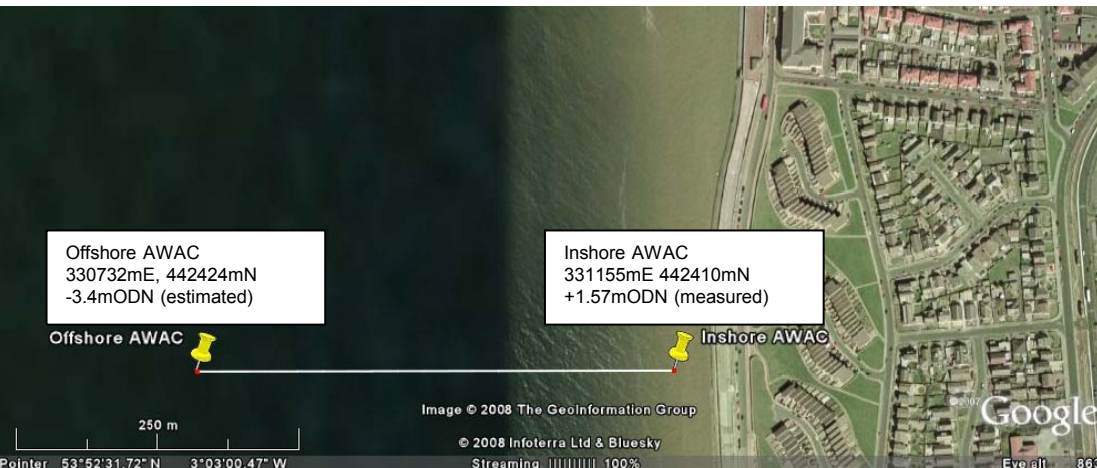 Offshore AWAC
330732mE, 442424mN
-3.4mODN (estimated)
Inshore AWAC
331155mE 442410mN
+1.57mODN (measured)
Offshore AWAC
Inshore AWAC
Image © 2008 The GeoInformation Group
©2007 Google
250 m
© 2008 Infoterra Ltd & Bluesky
Pointer 53°52'31.72" N 3°03'00.47" W Streaming ||||||||| 100% Eye alt 863